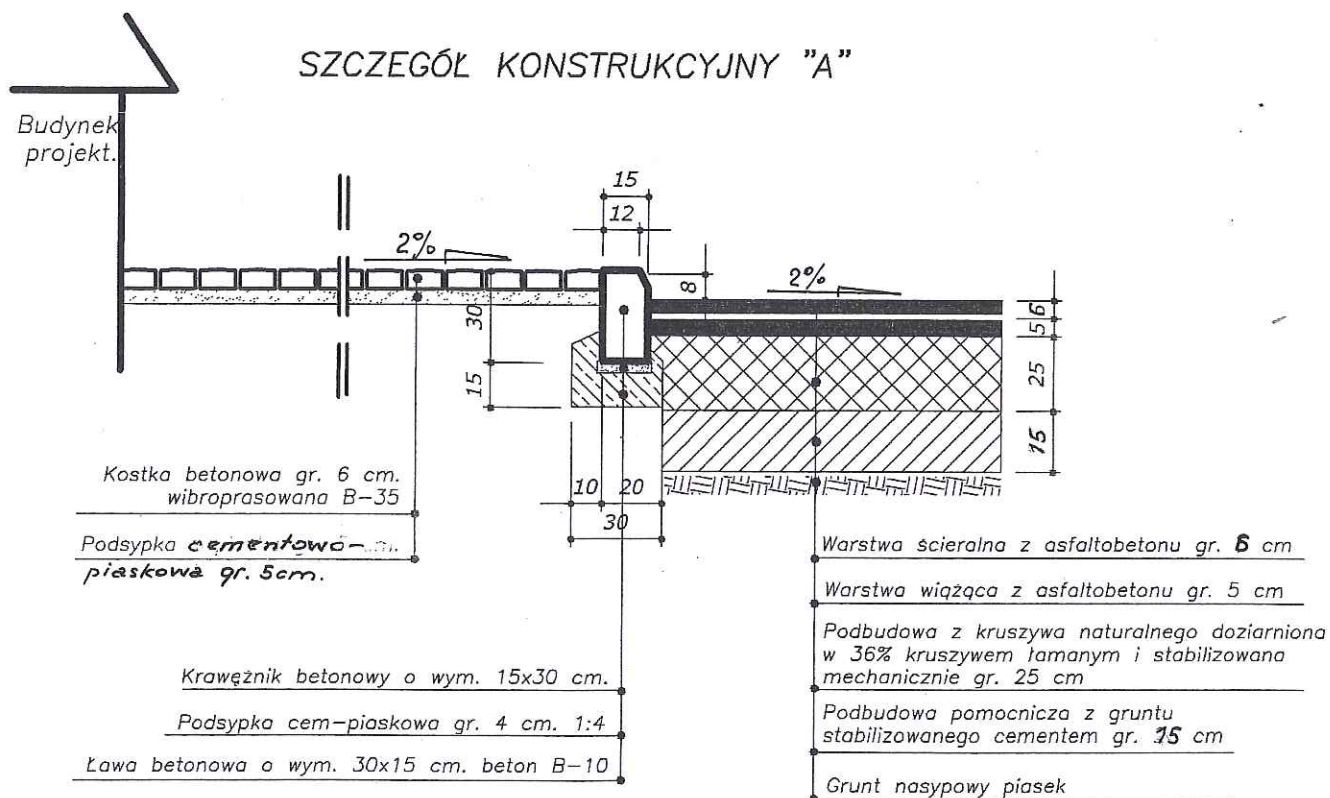 SZCZEGÓŁ KONSTRUKCYJNY "A"
Budynek
projekt.
15
12
2%
8
2%
30
15
6
5
25
15
10
20
30
Kostka betonowa gr. 6 cm.
wibroprasowana B-35
Podsypka cementowo-
piaskowa gr. 5cm.
Krawężnik betonowy o wym. 15x30 cm.
Podsypka cem-piaskowa gr. 4 cm. 1:4
Ława betonowa o wym. 30x15 cm. beton B-10
Warstwa ścieralna z asfaltobetonu gr. 6 cm
Warstwa wiążąca z asfaltobetonu gr. 5 cm
Podbudowa z kruszywa naturalnego doziarniona
w 36% kruszywem łamanym i stabilizowana
mechanicznie gr. 25 cm
Podbudowa pomocnicza z gruntu
stabilizowanego cementem gr. 15 cm
Grunt nasypowy piasek